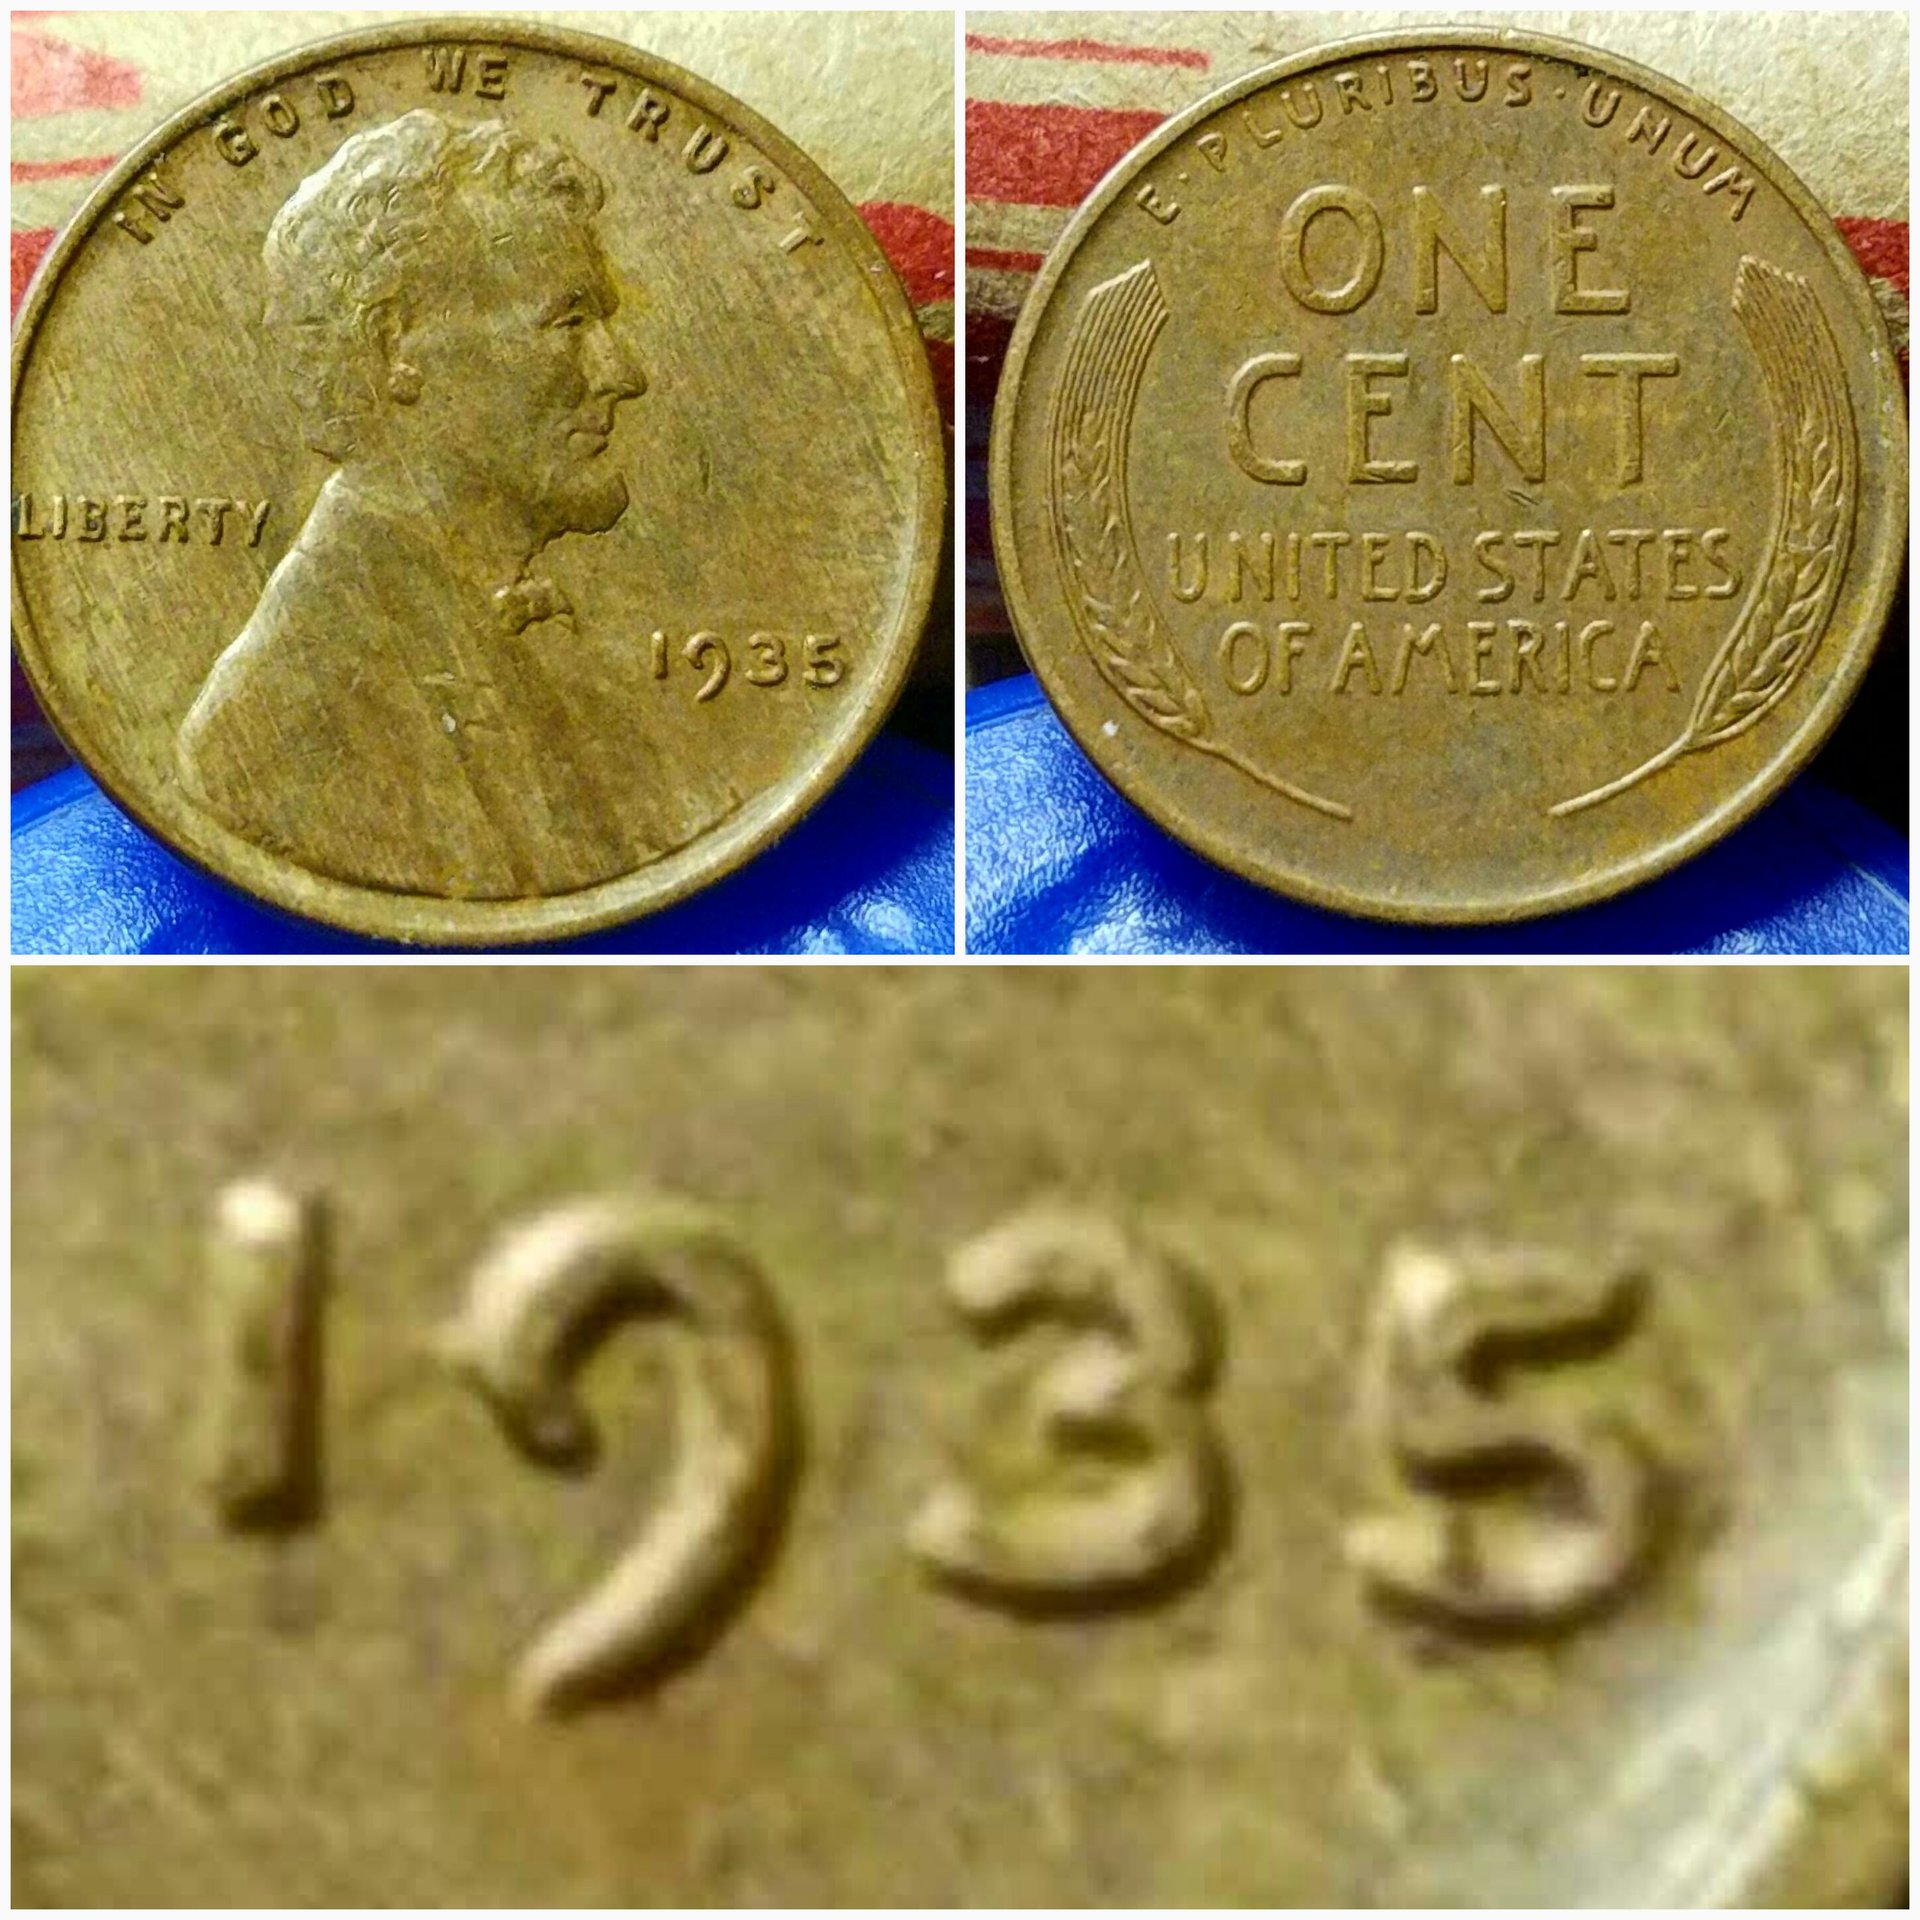 IN GOD WE TRUST
LIBERTY
1935
E·PLURIBUS·UNUM
ONE
CENT
UNITED STATES
OF AMERICA
1935